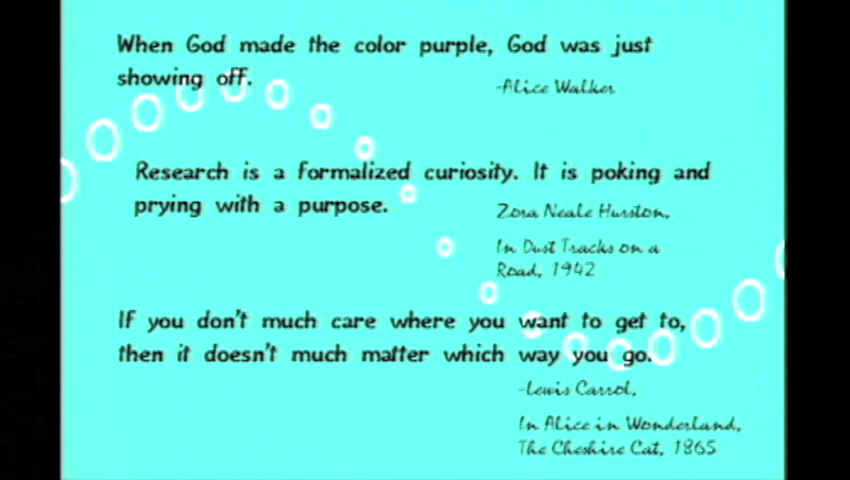 When God made the color purple, God was just
showing off.
-Alice Walker
Research is a formalized curiosity. It is poking and
prying with a purpose.
Zora Neale Hurston,
In Dust Tracks on a
Road, 1942
If you don't much care where you want to get to,
then it doesn't much matter which way you go.
-Lewis Carrol,
In Alice in Wonderland,
The Cheshire Cat, 1865